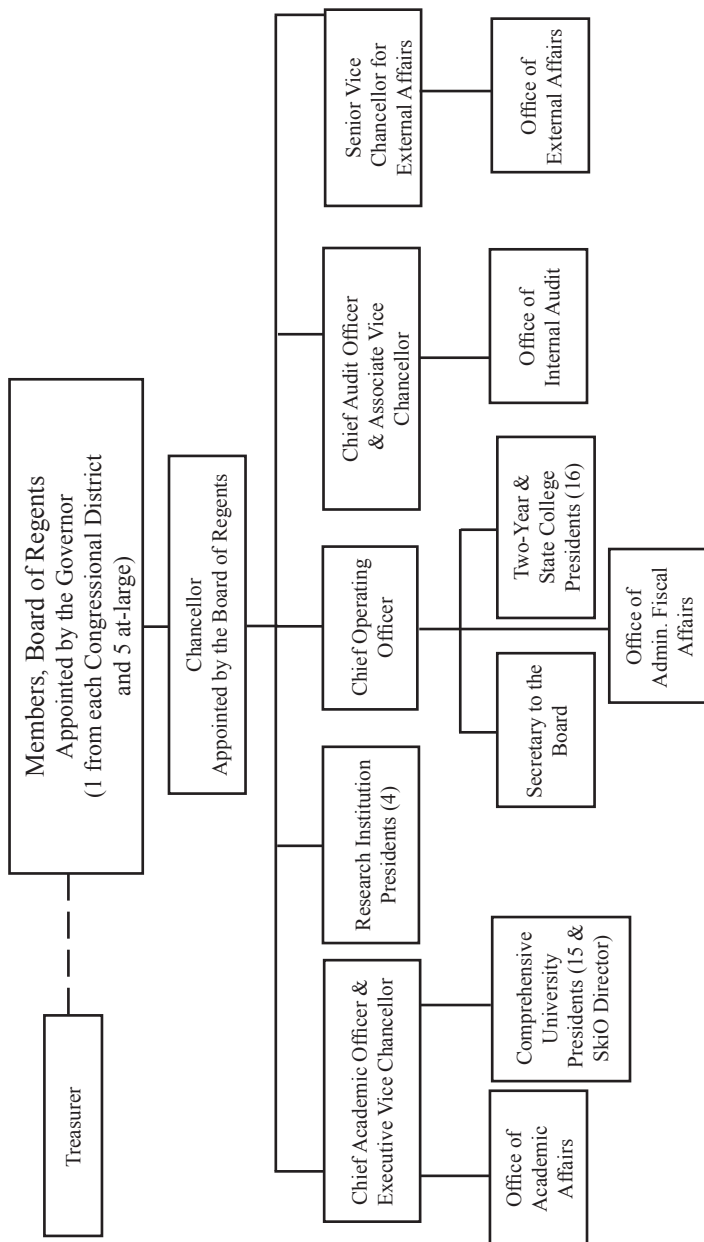 Treasurer
Members, Board of Regents
Appointed by the Governor
(1 from each Congressional District
and 5 at-large)
Chancellor
Appointed by the Board of Regents
Chief Academic Officer &
Executive Vice Chancellor
Research Institution
Presidents (4)
Chief Operating
Officer
Chief Audit Officer
& Associate Vice
Chancellor
Senior Vice
Chancellor for
External Affairs
Office of
Academic
Affairs
Comprehensive
University
Presidents (15 &
SkiO Director)
Secretary to the
Board
Two-Year &
State College
Presidents (16)
Office of
Internal Audit
Office of
External Affairs
Office of
Admin. Fiscal
Affairs